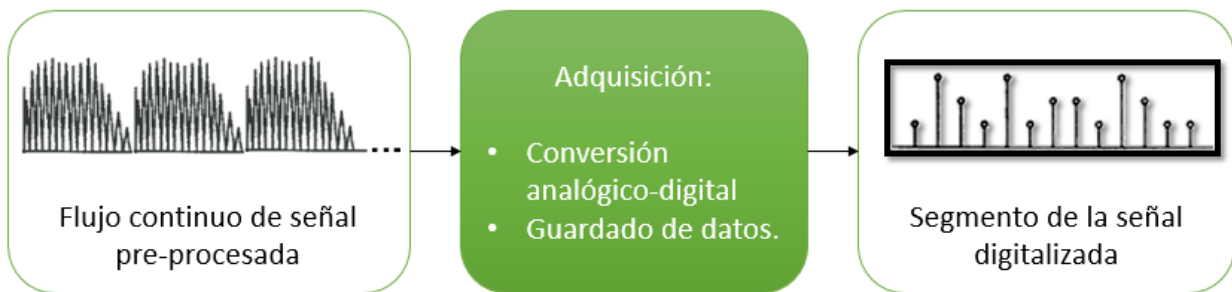 Flujo continuo de señal
pre-procesada
Adquisición:
• Conversión
analógico-digital
• Guardado de datos.
Segmento de la señal
digitalizada